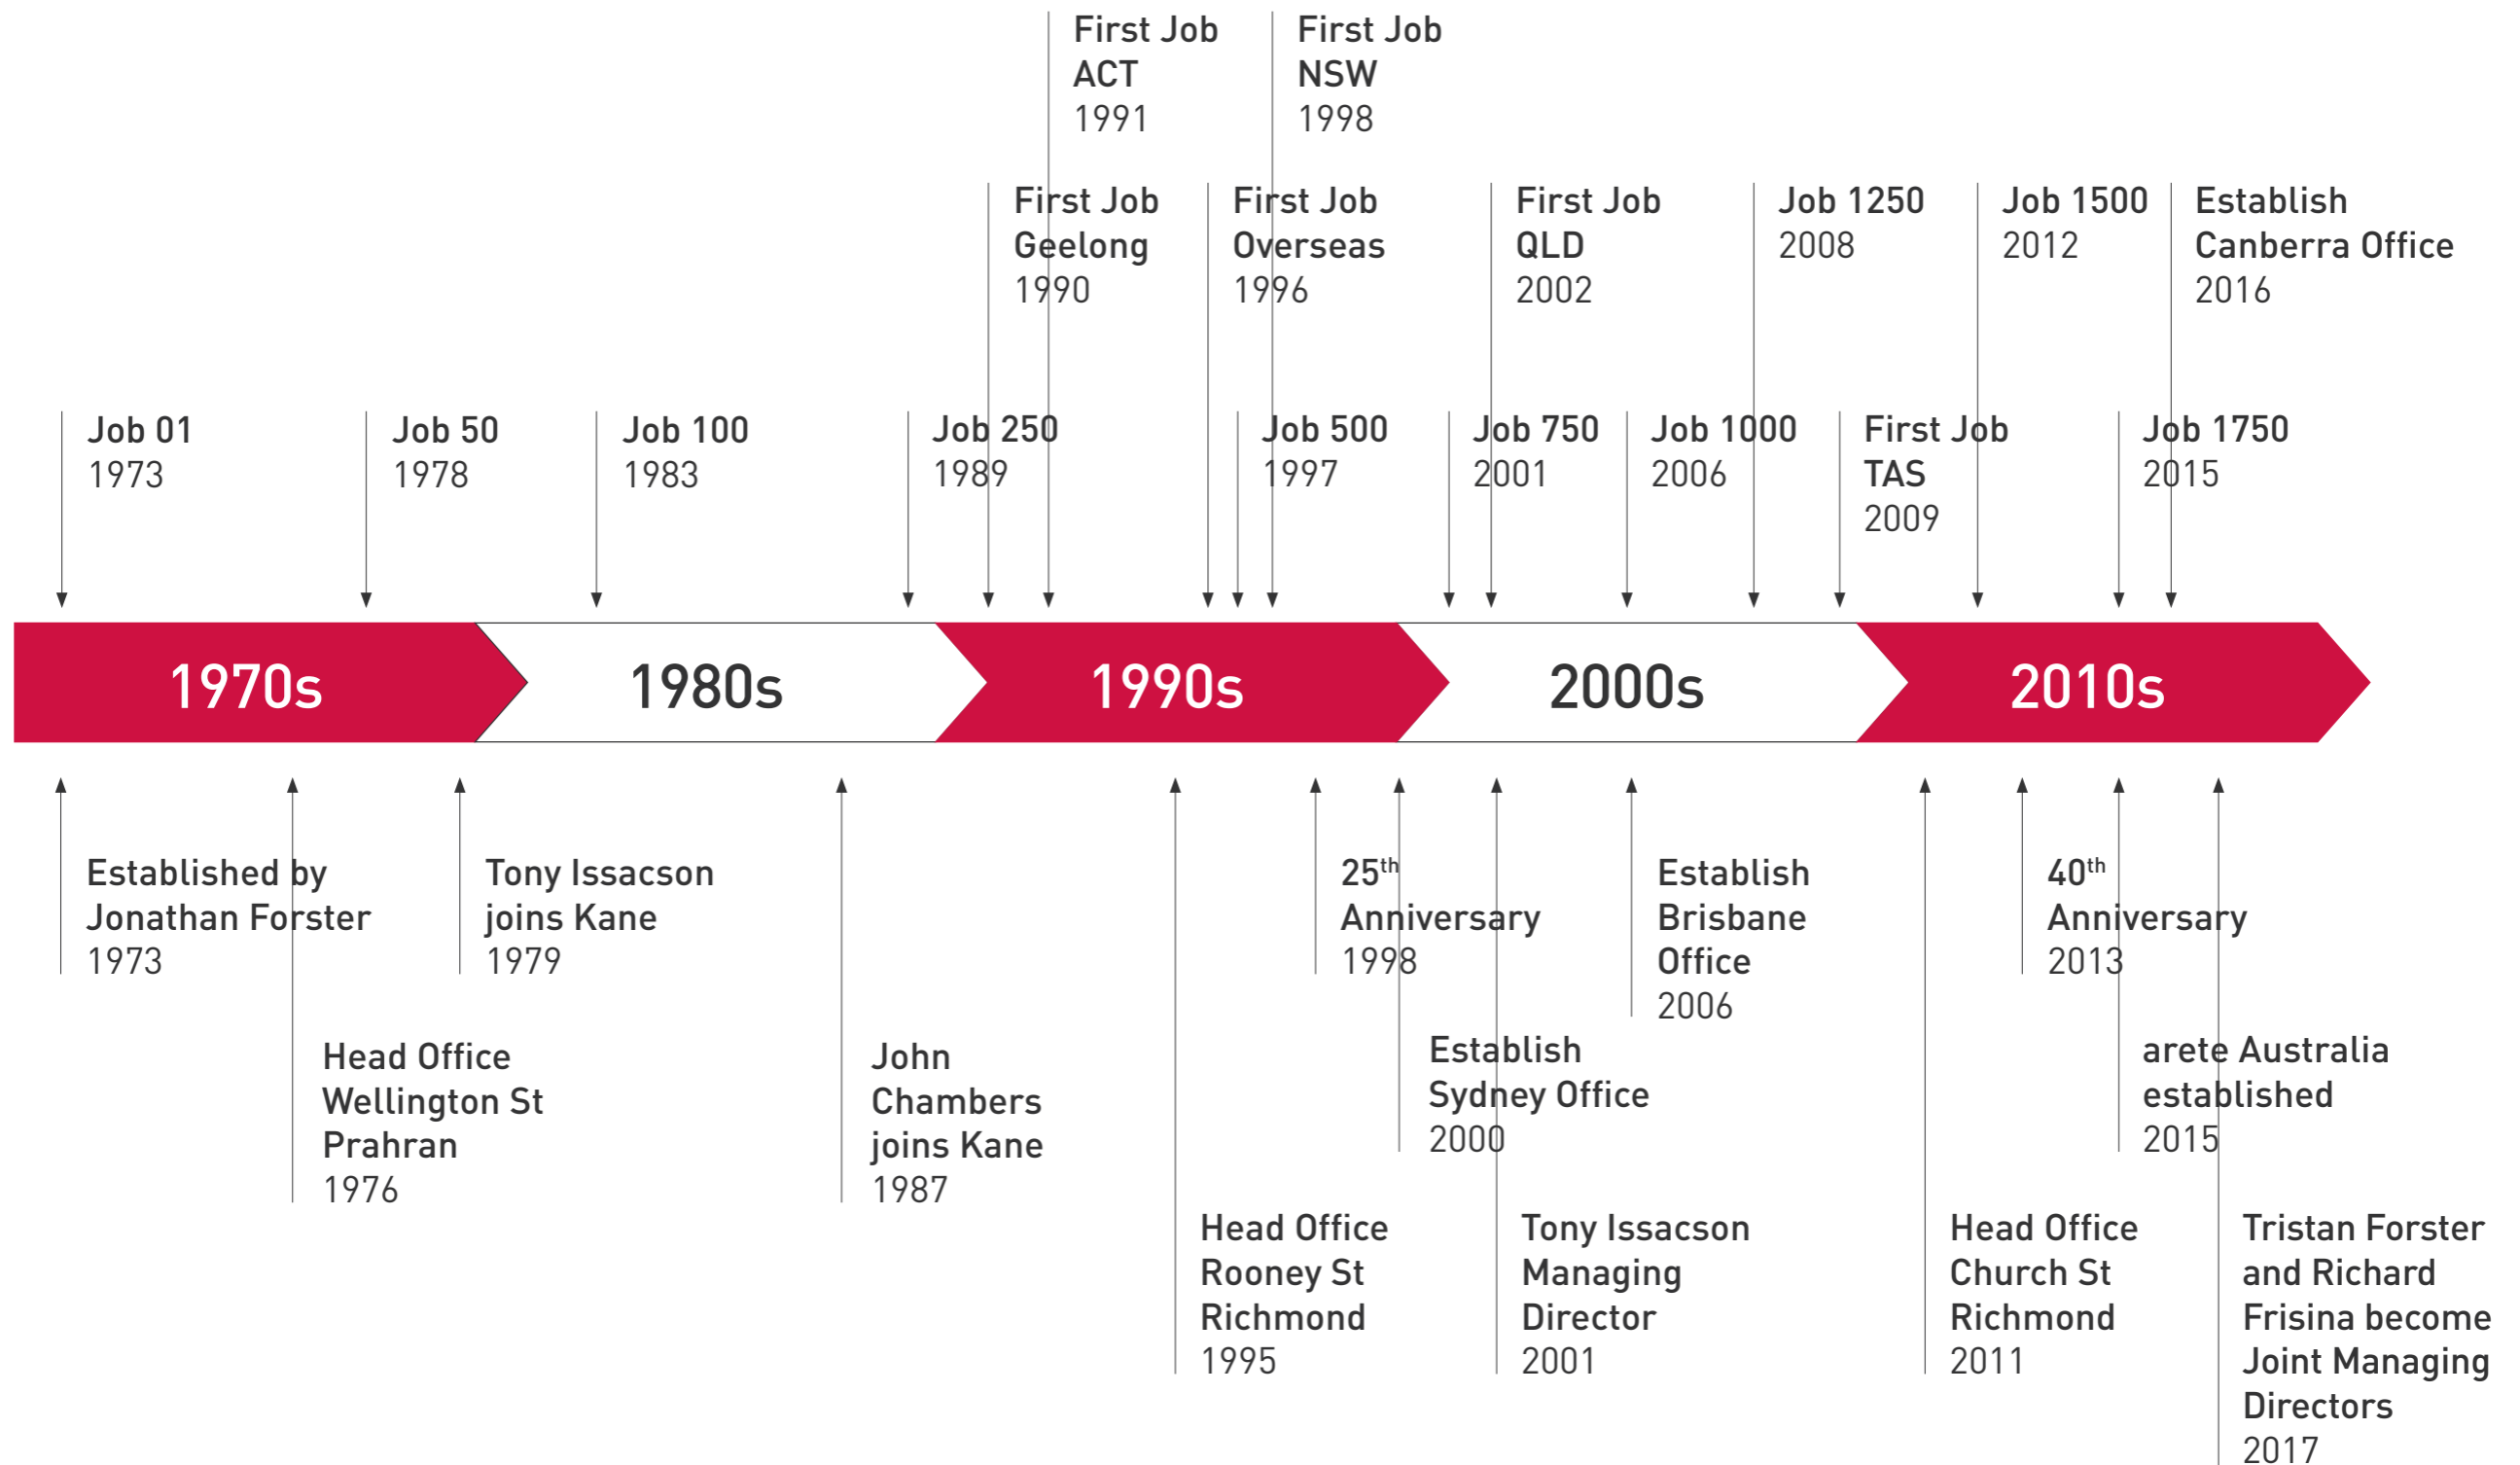 First Job
ACT
1991
First Job
NSW
1998
First Job
Geelong
1990
First Job
Overseas
1996
First Job
QLD
2002
Job 1250
2008
Job 1500
2012
Establish
Canberra Office
2016
Job 01
1973
Job 50
1978
Job 100
1983
Job 250
1989
Job 500
1997
Job 750
2001
Job 1000
2006
First Job
TAS
2009
Job 1750
2015
1970s
1980s
1990s
2000s
2010s
Established by
Jonathan Forster
1973
Tony Issacson
joins Kane
1979
25th
Anniversary
1998
Establish
Brisbane
Office
2006
40th
Anniversary
2013
Head Office
Wellington St
Prahran
1976
John
Chambers
joins Kane
1987
Establish
Sydney Office
2000
arete Australia
established
2015
Head Office
Rooney St
Richmond
1995
Tony Issacson
Managing
Director
2001
Head Office
Church St
Richmond
2011
Tristan Forster
and Richard
Frisina become
Joint Managing
Directors
2017